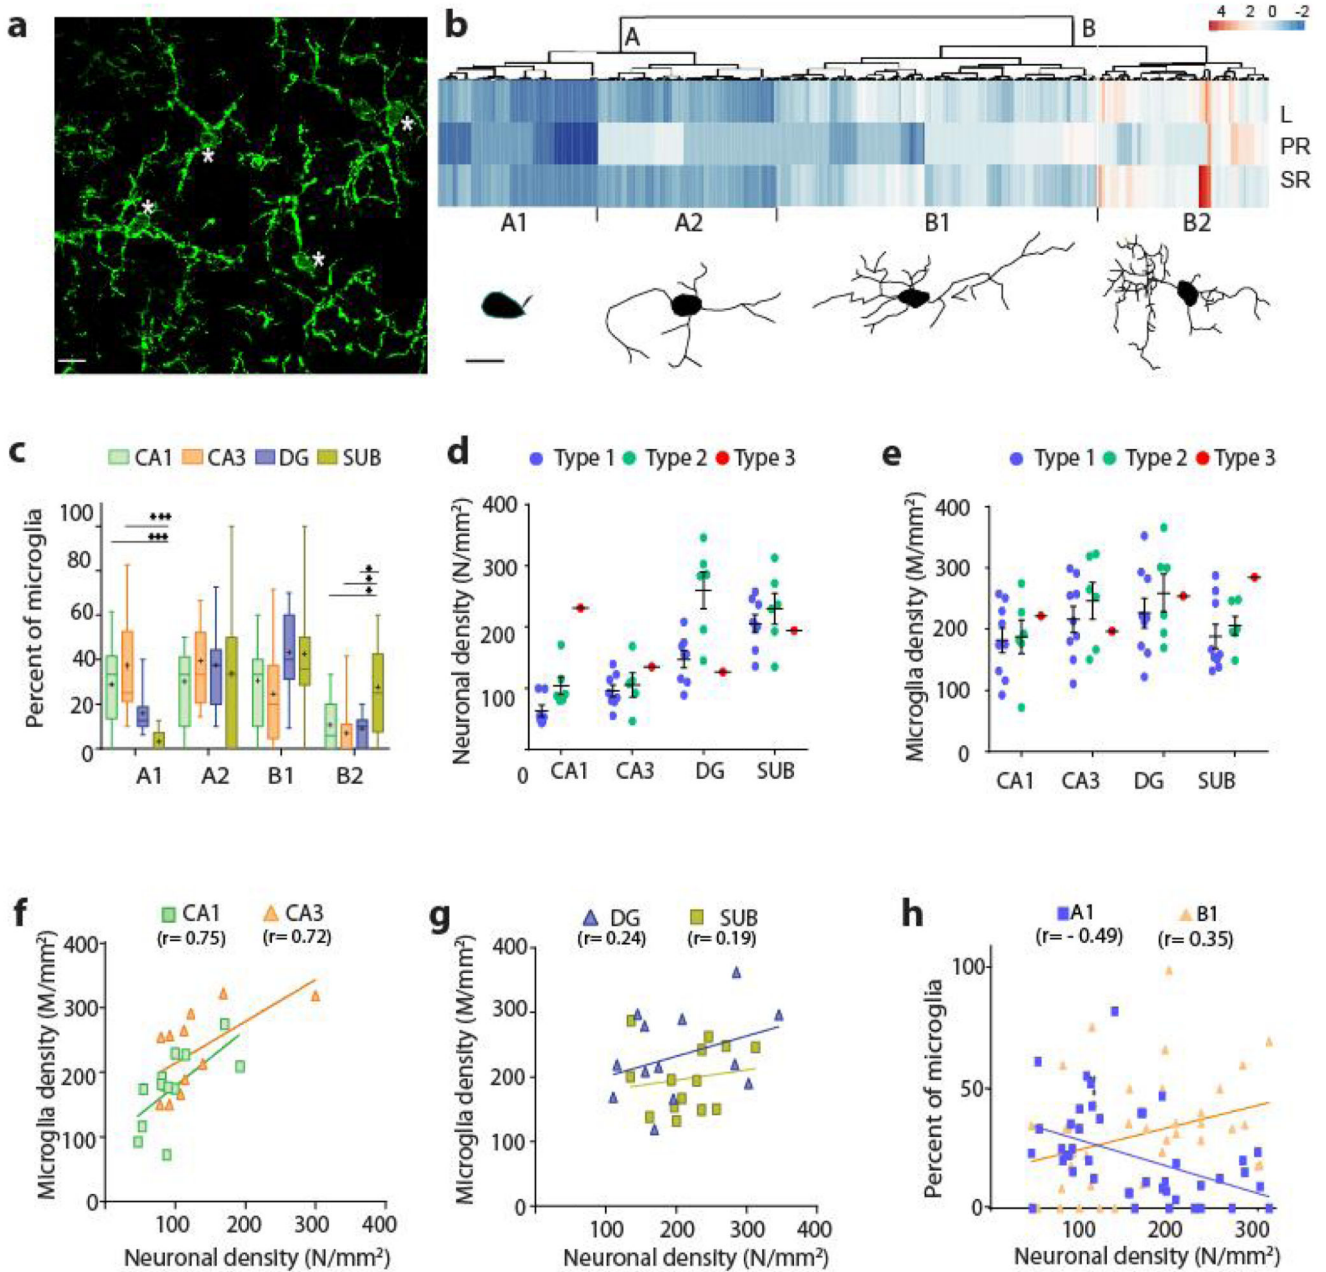 a
*
*
*
*
b
A
B
4 2 0 -2
L
PR
SR
A1 A2 B1 B2
c
CA1 CA3 DG SUB
Percent of microglia
100
80
60
40
20
0
A1 A2 B1 B2
d
Type 1 Type 2 Type 3
Neuronal density (N/mm²)
400
300
200
100
0
CA1 CA3 DG SUB
e
Type 1 Type 2 Type 3
Microglia density (M/mm²)
400
300
200
100
0
CA1 CA3 DG SUB
f
CA1 CA3
(r= 0.75) (r= 0.72)
Microglia density (M/mm²)
400
300
200
100
0
100 200 300 400
Neuronal density (N/mm²)
g
DG SUB
(r= 0.24) (r= 0.19)
Microglia density (M/mm²)
400
300
200
100
0
100 200 300 400
Neuronal density (N/mm²)
h
A1 B1
(r= - 0.49) (r= 0.35)
Percent of microglia
100
50
0
100 200 300
Neuronal density (N/mm²)